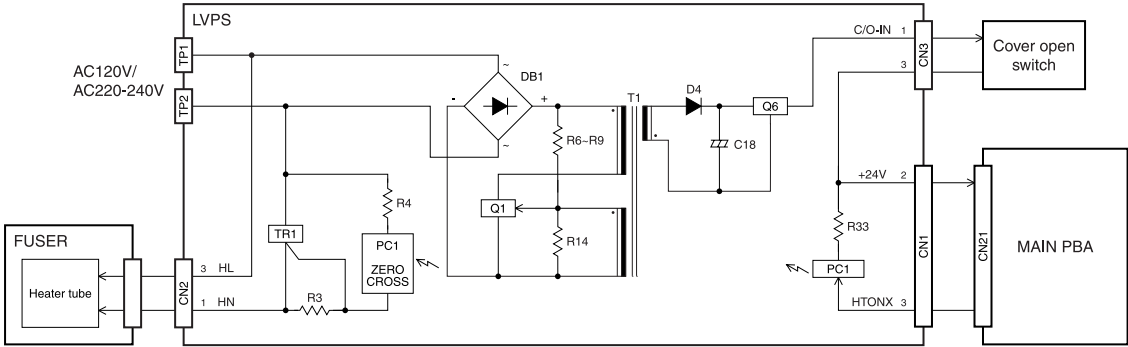 LVPS
TP1
AC120V/
AC220-240V
TP2
~
DB1
-
+
~
R6~R9
T1
D4
C18
Q6
C/O-IN 1
CN3
3
Cover open
switch
R4
Q1
R14
TR1
PC1
ZERO
CROSS
+24V 2
R33
CN1
CN21
MAIN PBA
PC1
HTONX 3
FUSER
Heater tube
CN2
3 HL
1 HN
R3